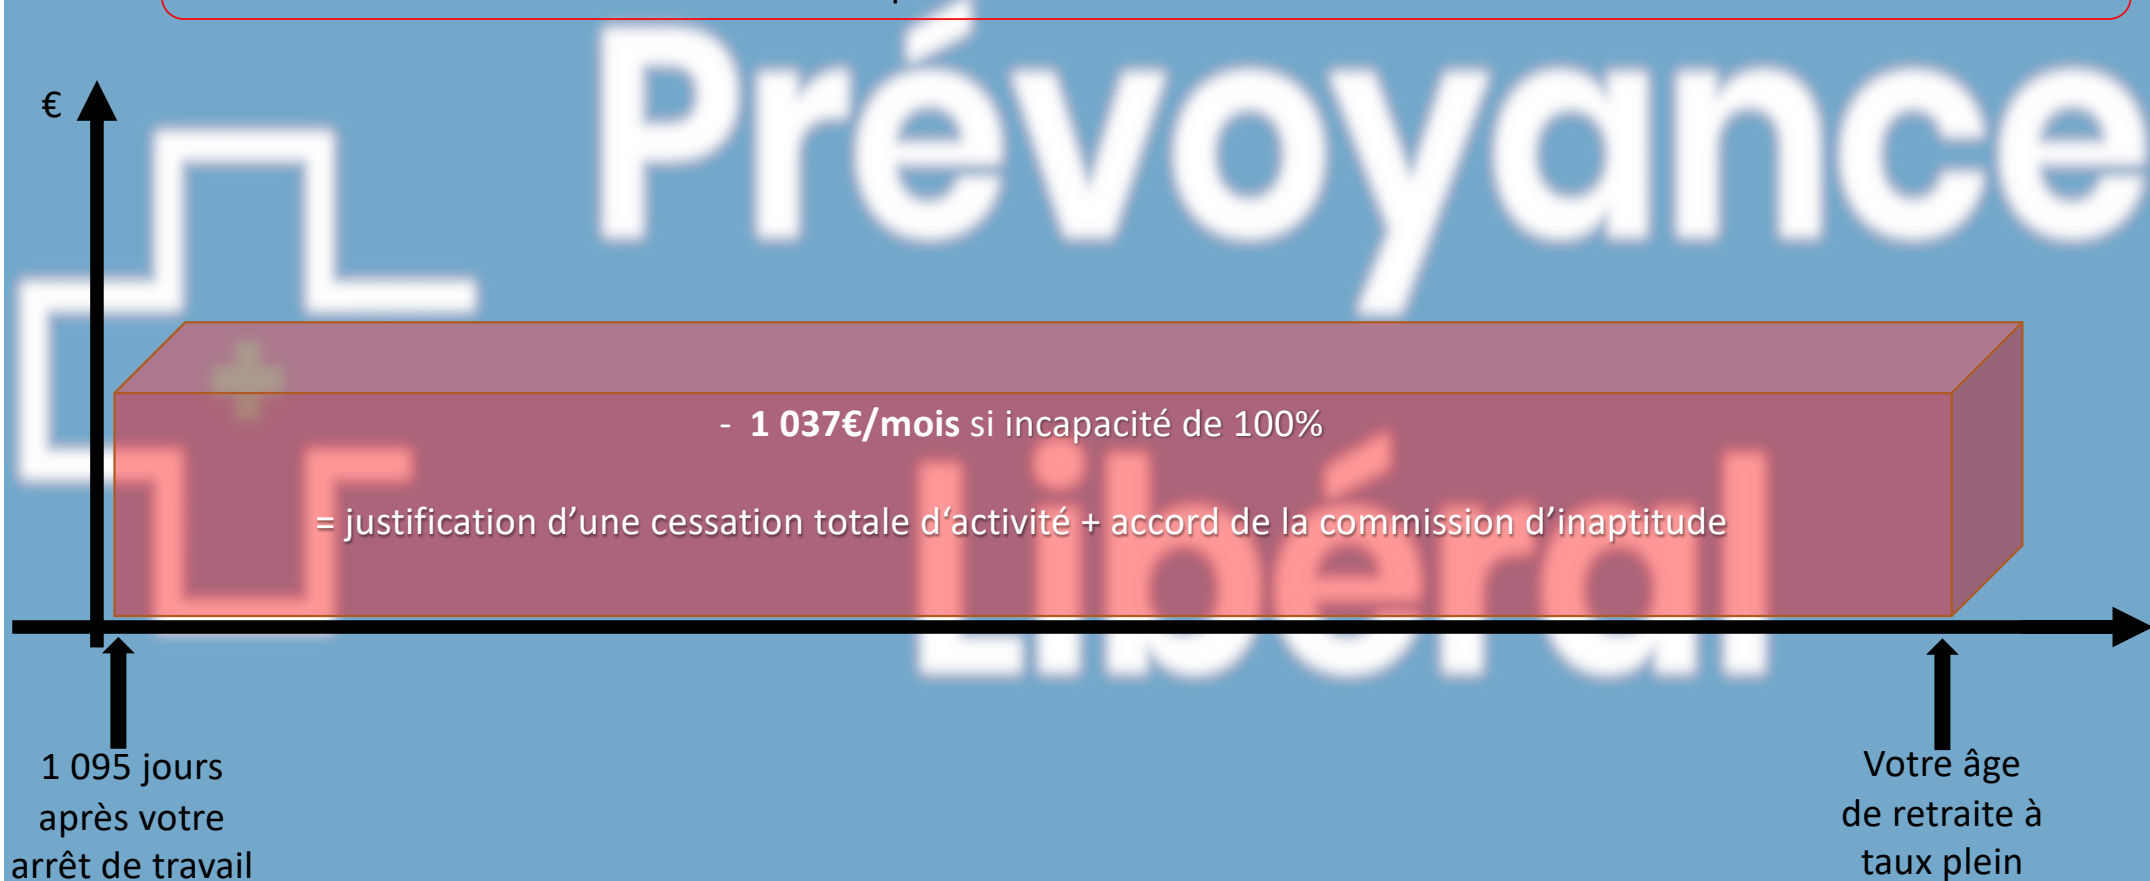 Prévoyance
€
- 1 037€/mois si incapacité de 100%
Libéral
= justification d’une cessation totale d‘activité + accord de la commission d’inaptitude
1 095 jours
après votre
arrêt de travail
Votre âge
de retraite à
taux plein